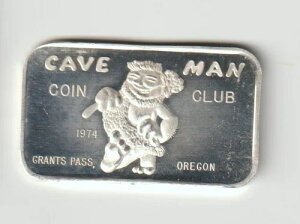 CAVE MAN
COIN CLUB
1974
GRANTS PASS, OREGON